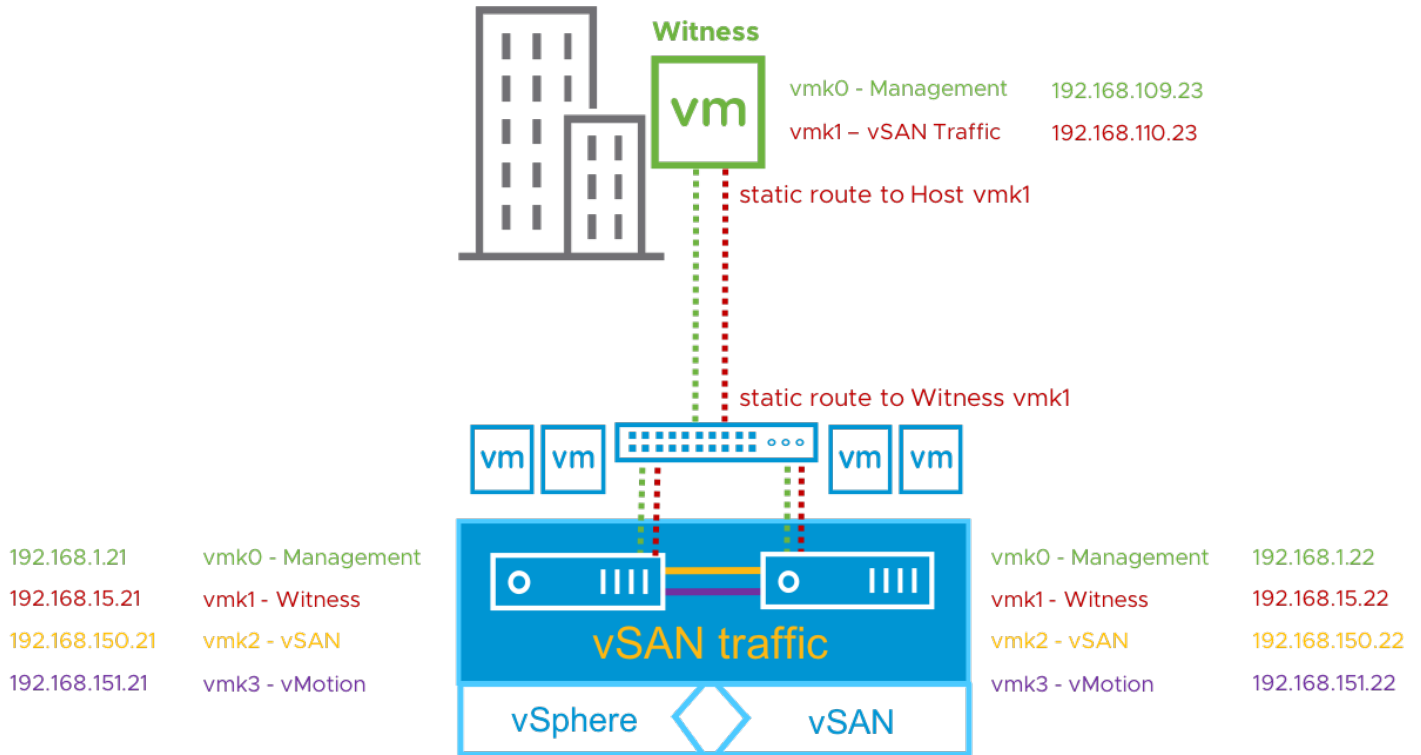 Witness
vm
vmk0 - Management 192.168.109.23
vmk1 – vSAN Traffic 192.168.110.23
static route to Host vmk1
static route to Witness vmk1
vm vm vm vm
192.168.1.21 vmk0 - Management vmk0 - Management 192.168.1.22
192.168.15.21 vmk1 - Witness vmk1 - Witness 192.168.15.22
192.168.150.21 vmk2 - vSAN vSAN traffic vmk2 - vSAN 192.168.150.22
192.168.151.21 vmk3 - vMotion vmk3 - vMotion 192.168.151.22
vSphere vSAN